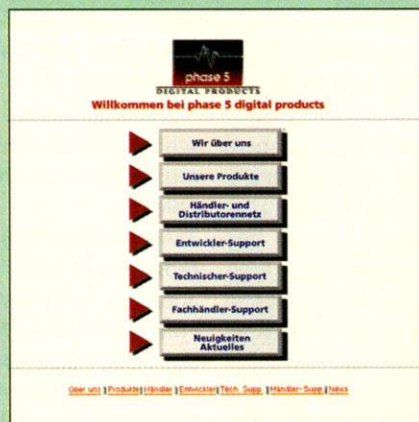 phase 5
DIGITAL PRODUCTS
Willkommen bei phase 5 digital products
Wir über uns
Unsere Produkte
Händler- und
Distributorennetz
Entwickler-Support
Technischer-Support
Fachhändler-Support
Neuigkeiten
Aktuelles
Über uns | Produkte | Händler | Entwickler | Tech. Supp. | Händler-Supp. | News